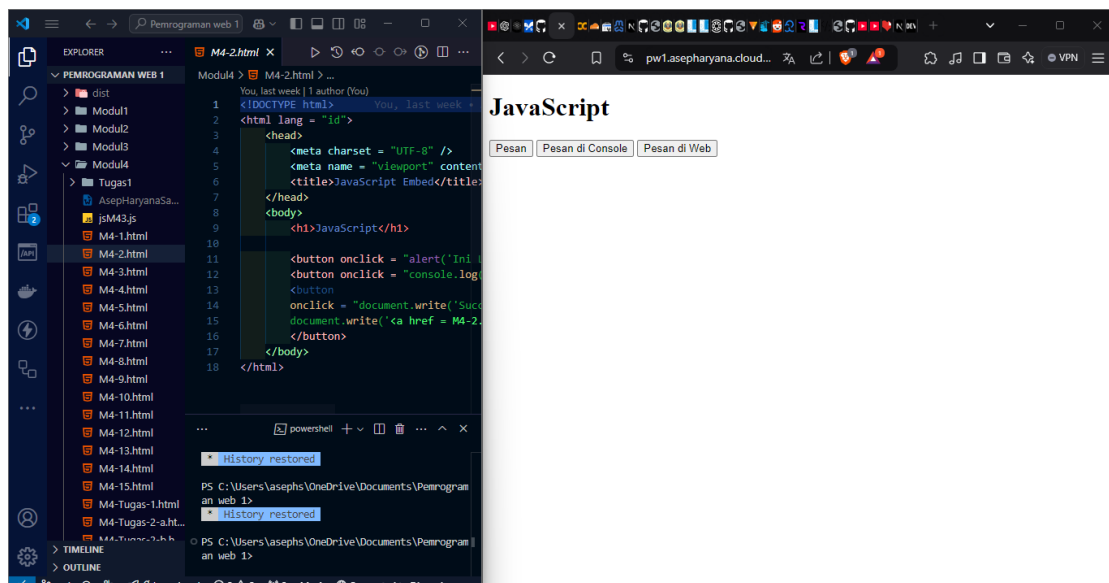 Pemrograman web 1
EXPLORER
PEMROGRAMAN WEB 1
dist
Modul1
Modul2
Modul3
Modul4
Tugas1
AsepHaryanaSa...
jsM43.js
M4-1.html
M4-2.html
M4-3.html
M4-4.html
M4-5.html
M4-6.html
M4-7.html
M4-8.html
M4-9.html
M4-10.html
M4-11.html
M4-12.html
M4-13.html
M4-14.html
M4-15.html
M4-Tugas-1.html
M4-Tugas-2-a.ht...
TIMELINE
OUTLINE
M4-2.html
Modul4 > M4-2.html > ...
You, last week | 1 author (You)
1 <!DOCTYPE html> You, last week •
2 <html lang = "id">
3 <head>
4 <meta charset = "UTF-8" />
5 <meta name = "viewport" content
6 <title>JavaScript Embed</title>
7 </head>
8 <body>
9 <h1>JavaScript</h1>
10
11 <button onclick = "alert('Ini
12 <button onclick = "console.log(
13 <button
14 onclick = "document.write('Suc
15 document.write('<a href = M4-2.
16 </button>
17 </body>
18 </html>
powershell
* History restored
PS C:\Users\asephs\OneDrive\Documents\Pemrogram
an web 1>
* History restored
PS C:\Users\asephs\OneDrive\Documents\Pemrogram
an web 1>
pw1.asepharyana.cloud...
VPN
JavaScript
Pesan Pesan di Console Pesan di Web